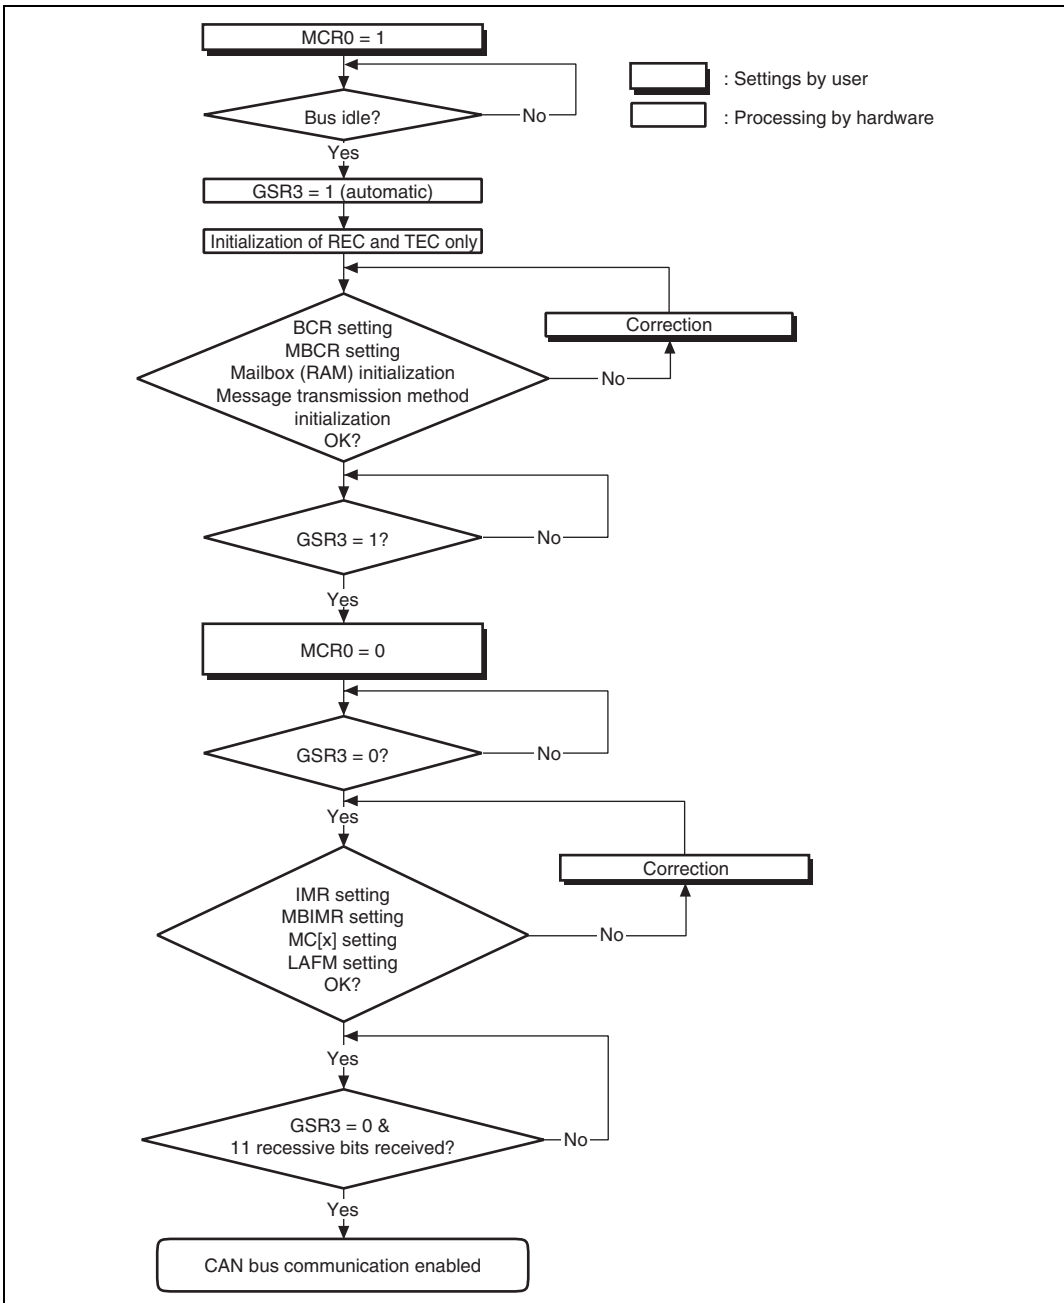 MCR0 = 1
: Settings by user
Bus idle?
No
: Processing by hardware
Yes
GSR3 = 1 (automatic)
Initialization of REC and TEC only
Correction
BCR setting
MBCR setting
Mailbox (RAM) initialization
Message transmission method
initialization
OK?
No
GSR3 = 1?
No
Yes
MCR0 = 0
GSR3 = 0?
No
Yes
Correction
IMR setting
MBIMR setting
MC[x] setting
LAFM setting
OK?
No
Yes
GSR3 = 0 &
11 recessive bits received?
No
Yes
CAN bus communication enabled